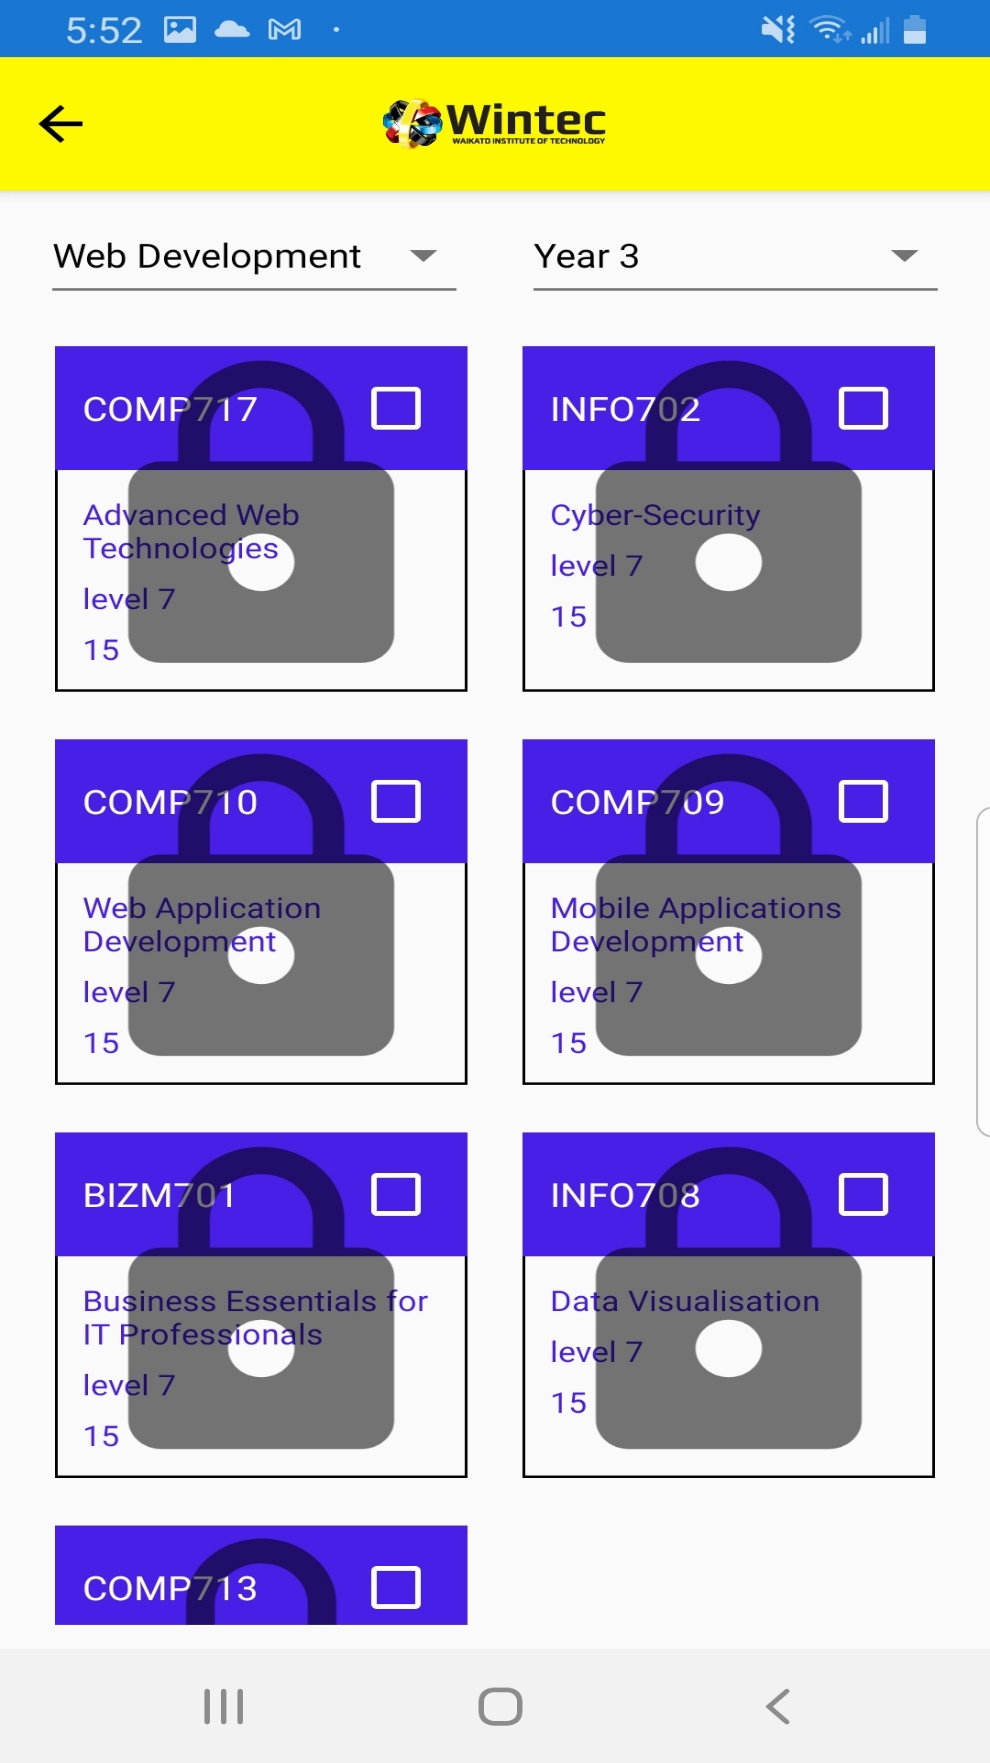 5:52
Wintec
WAIKATO INSTITUTE OF TECHNOLOGY
Web Development
Year 3
COMP717
Advanced Web
Technologies
level 7
15
INFO702
Cyber-Security
level 7
15
COMP710
Web Application
Development
level 7
15
COMP709
Mobile Applications
Development
level 7
15
BIZM701
Business Essentials for
IT Professionals
level 7
15
INFO708
Data Visualisation
level 7
15
COMP713